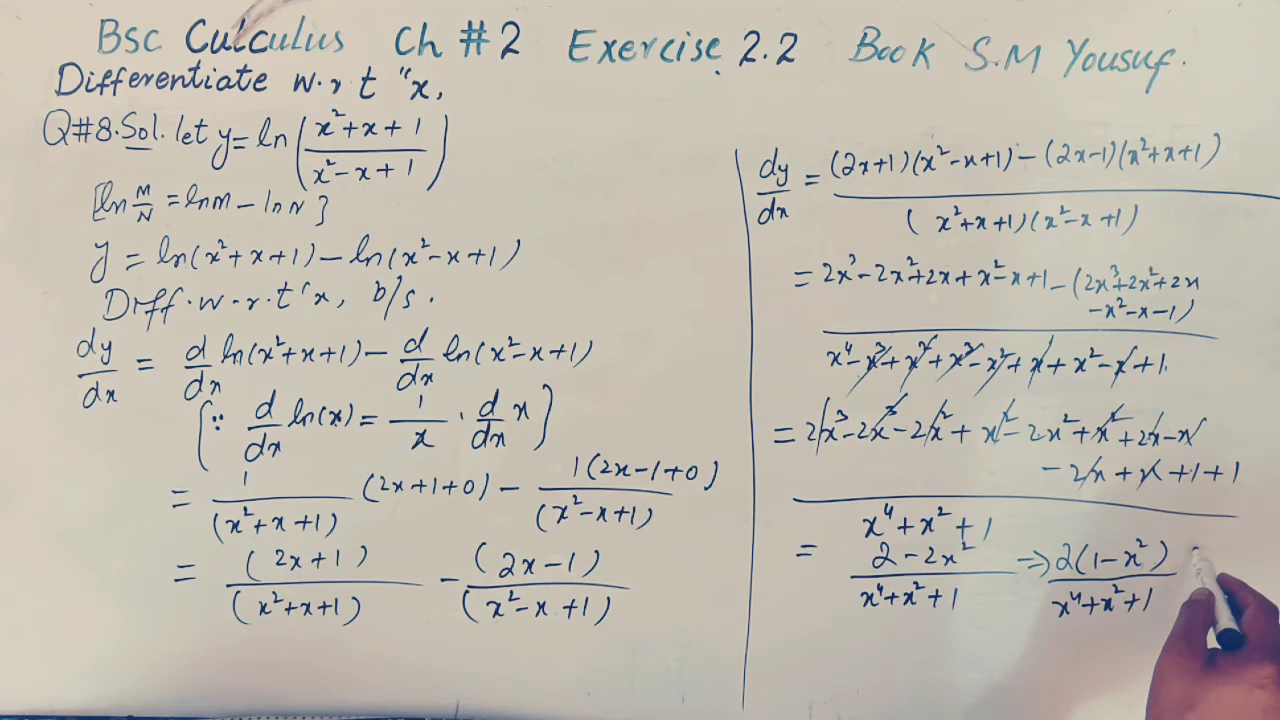 Bsc Calculus Ch #2 Exercise 2.2 Book S.M Yousuf.
Differentiate w.r t "x,
Q#8.Sol. let y = ln((x²+x+1)/(x²-x+1))
[ln M/N = lnM - lnN]
y = ln(x²+x+1) - ln(x²-x+1)
Diff.w.r.t "x, b/s.
dy/dx = d/dx ln(x²+x+1) - d/dx ln(x²-x+1)
(∵ d/dx ln(x) = 1/x . d/dx x)
= 1/(x²+x+1) (2x+1+0) - 1(2x-1+0)/(x²-x+1)
= (2x+1)/(x²+x+1) - (2x-1)/(x²-x+1)
dy/dx = ((2x+1)(x²-x+1) - (2x-1)(x²+x+1))/((x²+x+1)(x²-x+1))
= (2x³-2x²+2x+x²-x+1-(2x³+2x²+2x
-x²-x-1))
/(x⁴-x³+x²+x³-x²+x+x²-x+1)
= (2x³-2x³-2x²+x²-2x²+x²+2x-x
-2x+x+1+1)
/(x⁴+x²+1)
= (2-2x²)/(x⁴+x²+1) ⇒ 2(1-x²)/(x⁴+x²+1)